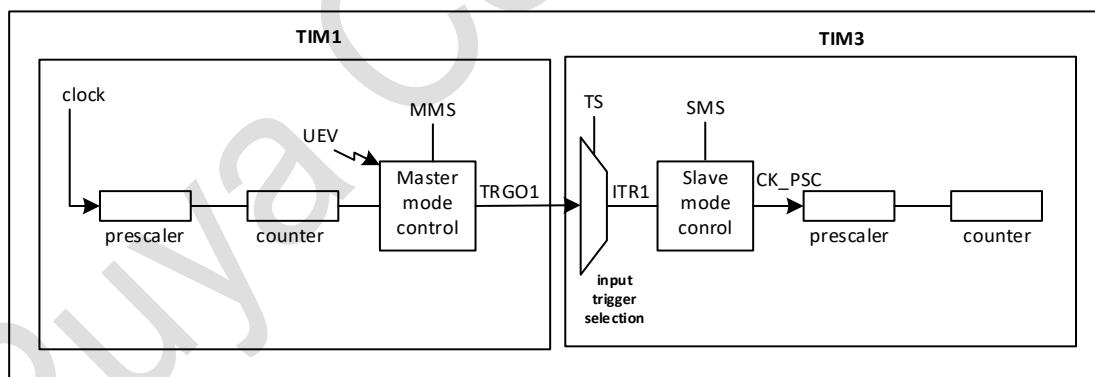 TIM1
TIM3
clock
MMS
TS
SMS
UEV
Master
mode
control
TRGO1
ITR1
Slave
mode
conrol
CK_PSC
prescaler
counter
prescaler
counter
input
trigger
selection
Puya